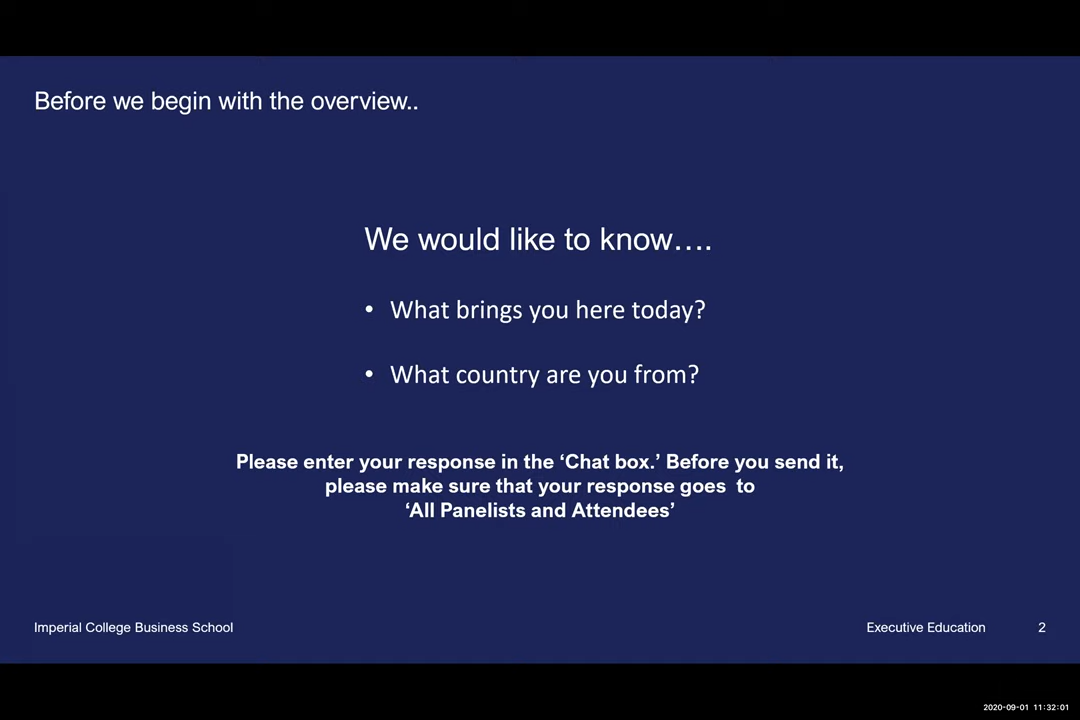 Before we begin with the overview..
We would like to know….
• What brings you here today?
• What country are you from?
Please enter your response in the ‘Chat box.’ Before you send it,
please make sure that your response goes to
‘All Panelists and Attendees’
Imperial College Business School
Executive Education
2
2020-09-01 11:32:01